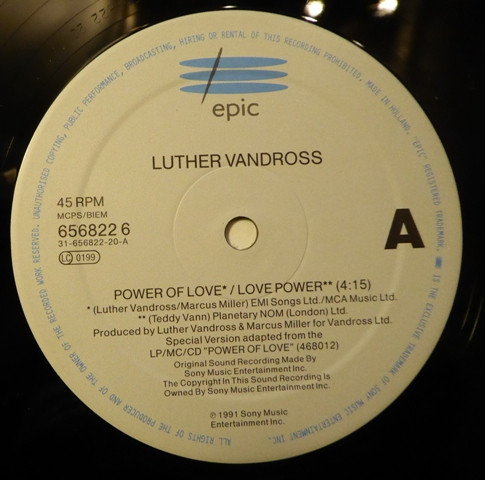 epic
LUTHER VANDROSS
45 RPM
MCPS/BIEM
656822 6
31-656822-20-A
LC 0199
A
POWER OF LOVE* / LOVE POWER** (4:15)
* (Luther Vandross/Marcus Miller) EMI Songs Ltd./MCA Music Ltd.
** (Teddy Vann) Planetary NOM (London) Ltd.
Produced by Luther Vandross & Marcus Miller for Vandross Ltd.
Special Version adapted from the
LP/MC/CD "POWER OF LOVE" (468012)
Original Sound Recording Made By
Sony Music Entertainment Inc.
The Copyright In This Sound Recording Is
Owned By Sony Music Entertainment Inc.
℗ 1991 Sony Music
Entertainment Inc.
ALL RIGHTS OF THE PRODUCER AND OF THE OWNER OF THE RECORDED WORK RESERVED. UNAUTHORISED COPYING, PUBLIC PERFORMANCE, BROADCASTING, HIRING OR RENTAL OF THIS RECORDING PROHIBITED. MADE IN HOLLAND. "EPIC" REGISTERED TRADEMARK. IS THE EXCLUSIVE TRADEMARK OF SONY MUSIC ENTERTAINMENT INC.